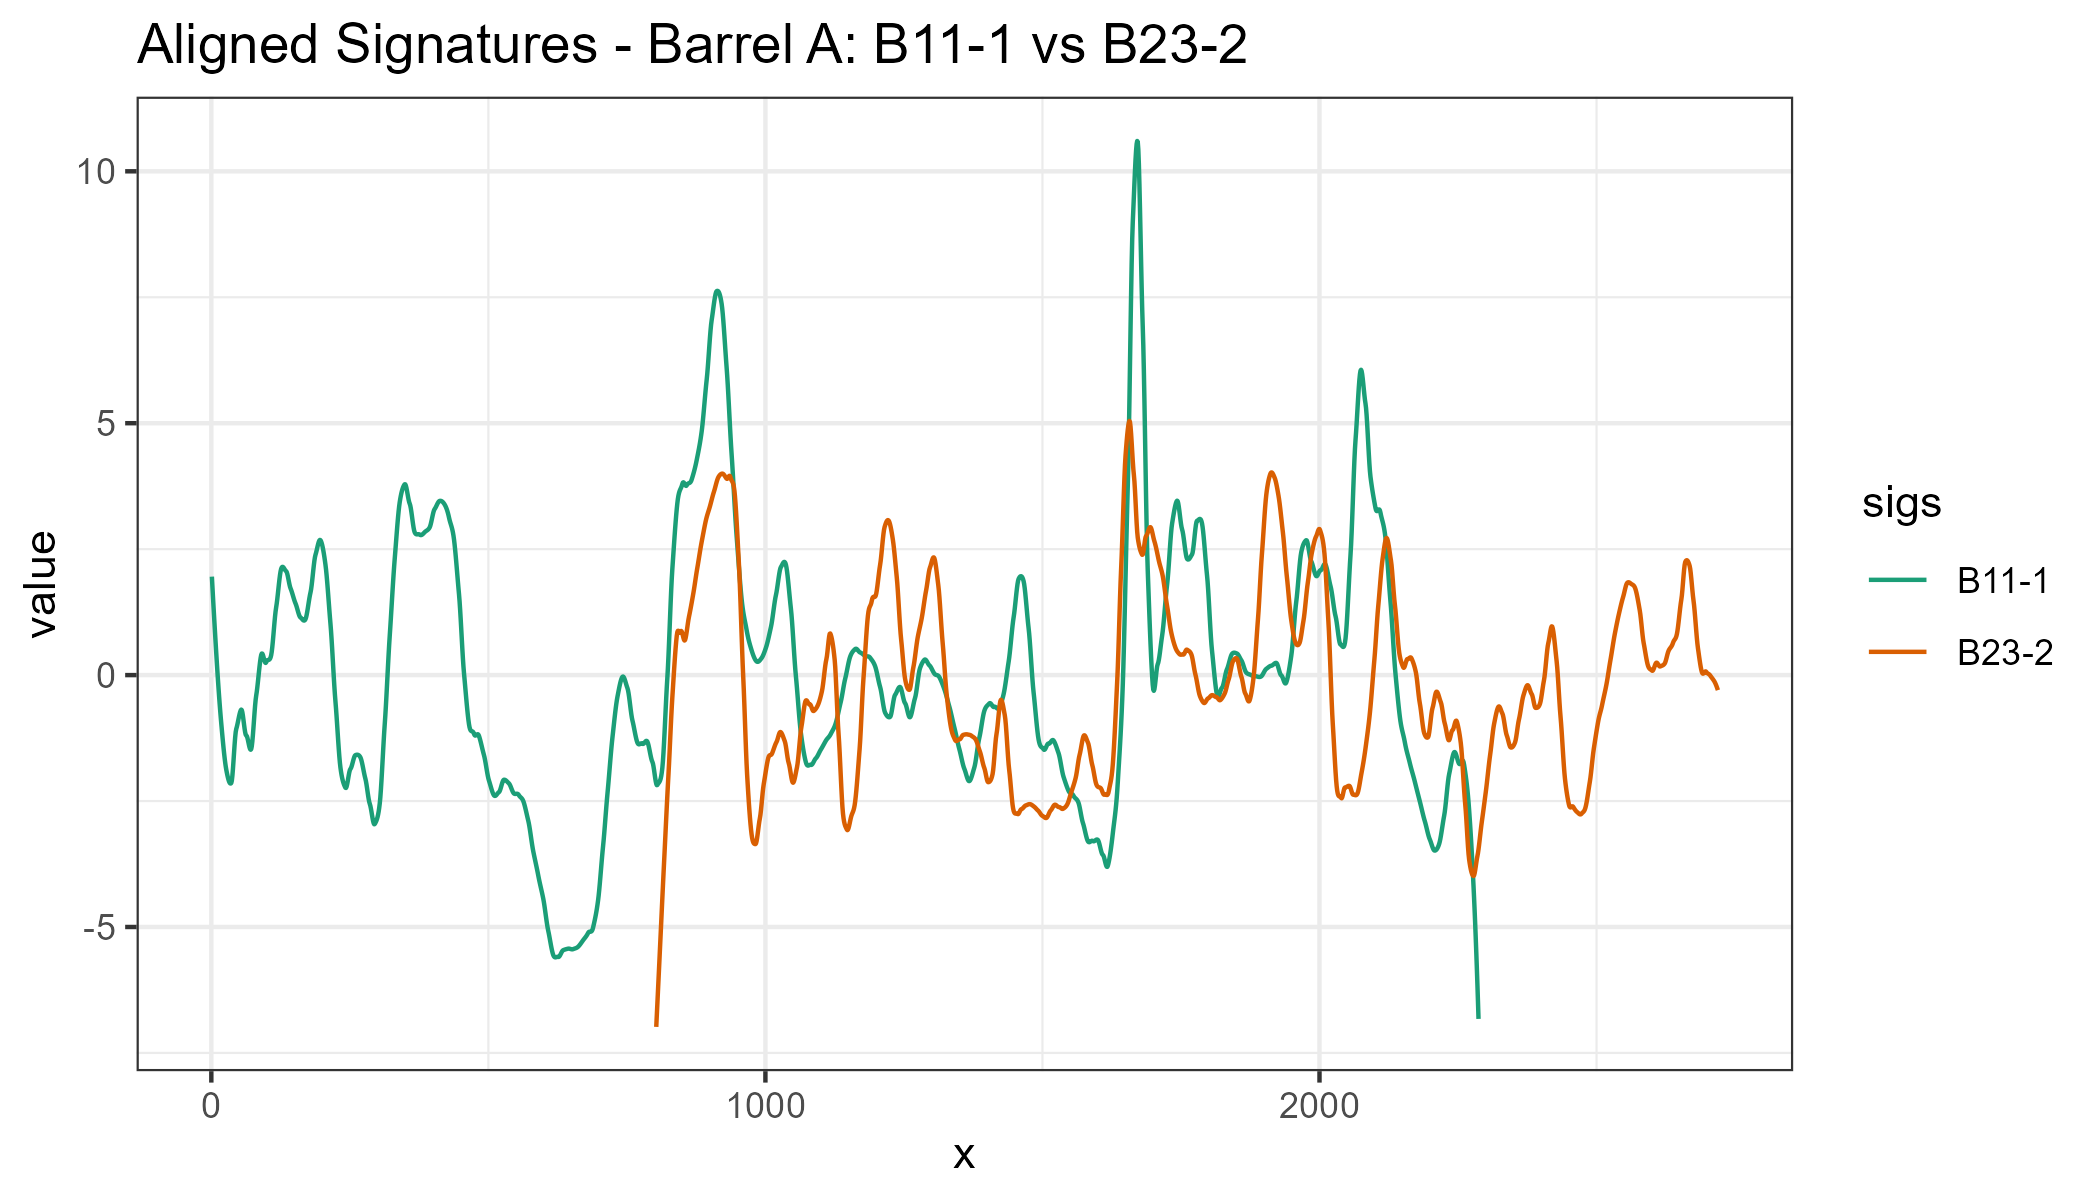 Aligned Signatures - Barrel A: B11-1 vs B23-2
10
5
0
-5
value
0 1000 2000
x
sigs
B11-1
B23-2